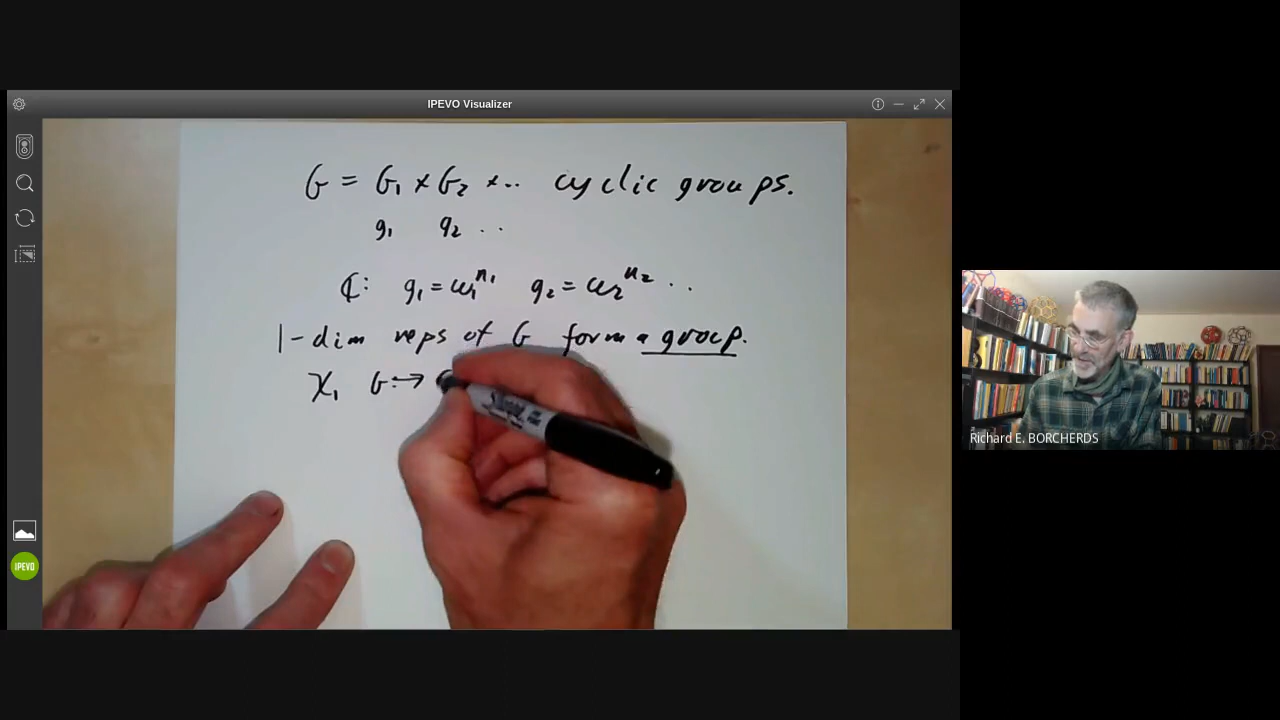 IPEVO Visualizer
G = G₁ × G₂ ×.. cyclic groups.
g₁ g₂ ..
ℂ: g₁ = ω₁^n₁ g₂ = ω₂^n₂ ..
1-dim reps of G form a group.
χ₁ G ↦
Richard E. BORCHERDS
IPEVO